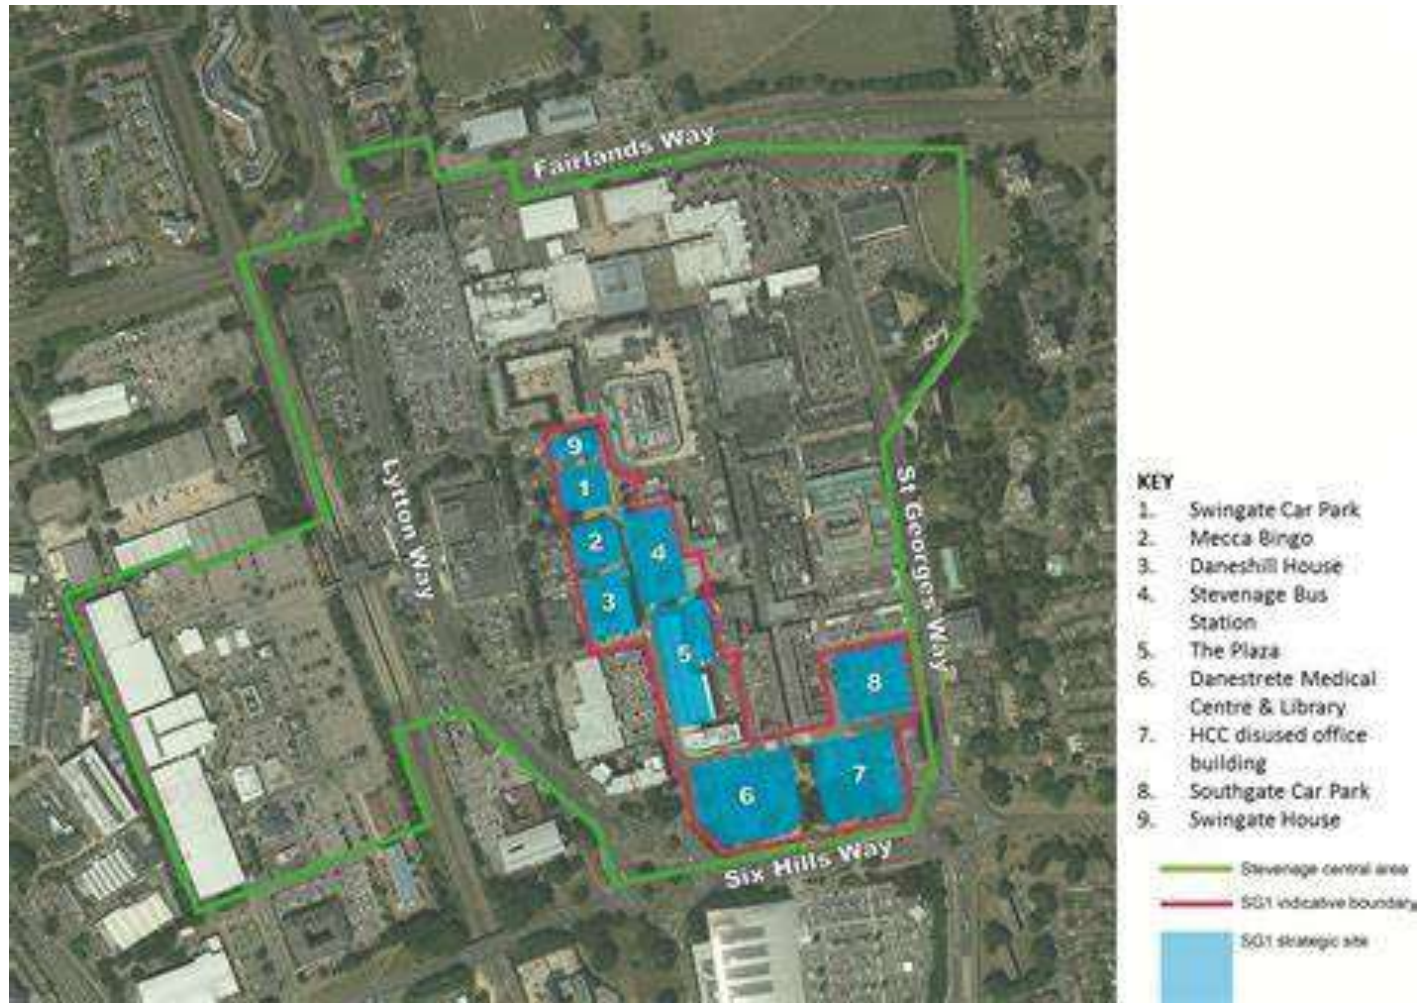 Fairlands Way
Lytton Way
St Georges Way
Six Hills Way
9
1
2
4
3
5
8
6
7
KEY
1. Swingate Car Park
2. Mecca Bingo
3. Daneshill House
4. Stevenage Bus
Station
5. The Plaza
6. Danestrete Medical
Centre & Library
7. HCC disused office
building
8. Southgate Car Park
9. Swingate House
Stevenage central area
SG1 indicative boundary
SG1 strategic site